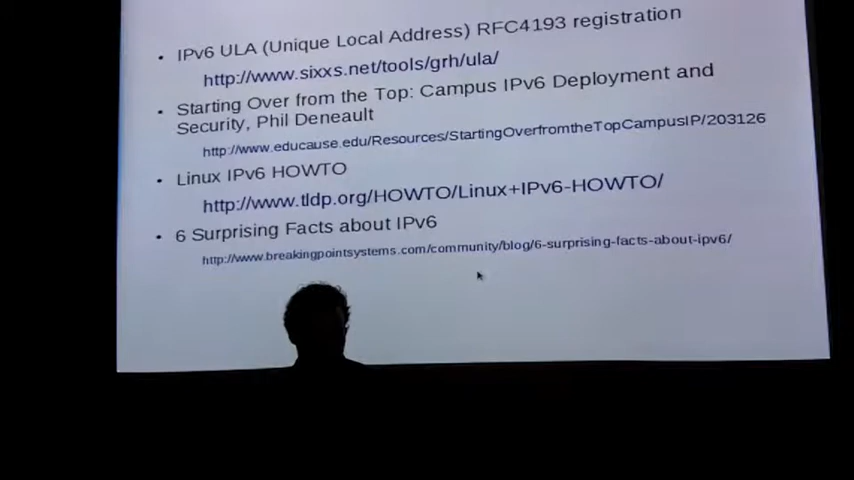 • IPv6 ULA (Unique Local Address) RFC4193 registration
http://www.sixxs.net/tools/grh/ula/
• Starting Over from the Top: Campus IPv6 Deployment and
Security, Phil Deneault
http://www.educause.edu/Resources/StartingOverfromtheTopCampusIP/203126
• Linux IPv6 HOWTO
http://www.tldp.org/HOWTO/Linux+IPv6-HOWTO/
• 6 Surprising Facts about IPv6
http://www.breakingpointsystems.com/community/blog/6-surprising-facts-about-ipv6/